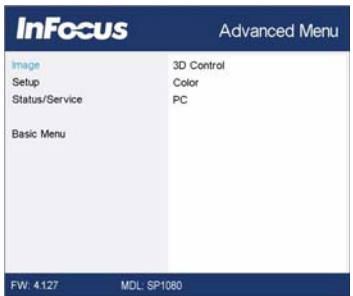 InFocus
Advanced Menu
Image
Setup
Status/Service
Basic Menu
3D Control
Color
PC
FW: 4.127 MDL: SP1080